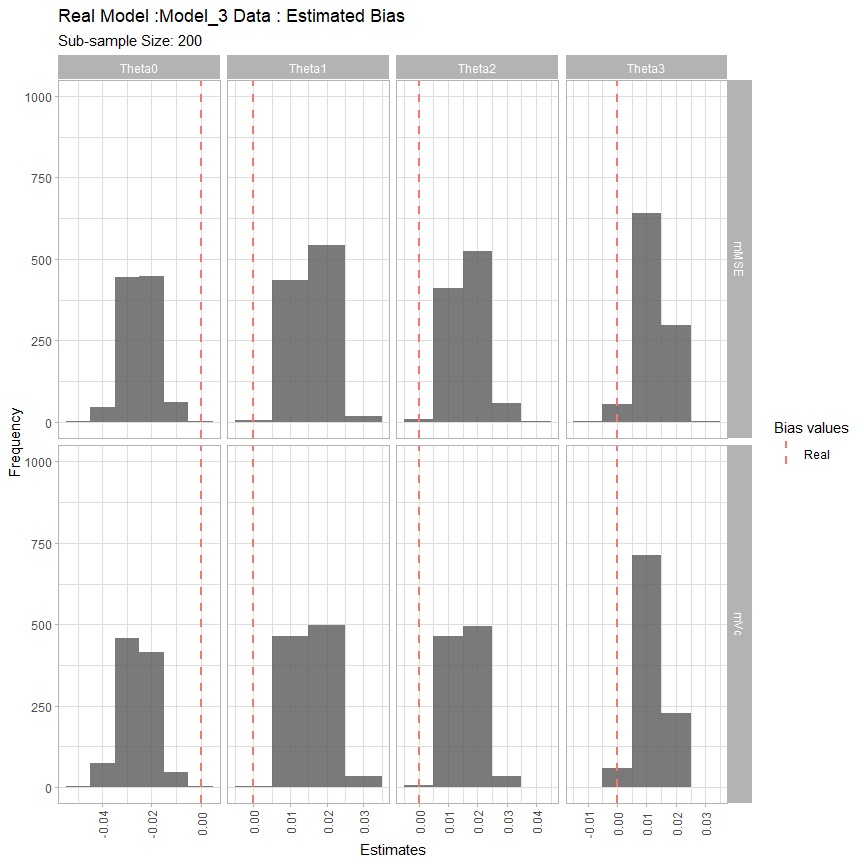 Real Model :Model_3 Data : Estimated Bias
Sub-sample Size: 200
Theta0 Theta1 Theta2 Theta3
1000
750
500
250
0
mMSE
Frequency
1000
750
500
250
0
mVc
-0.04 -0.02 0.00 0.00 0.01 0.02 0.03 0.00 0.01 0.02 0.03 0.04 -0.01 0.00 0.01 0.02 0.03
Estimates
Bias values
Real